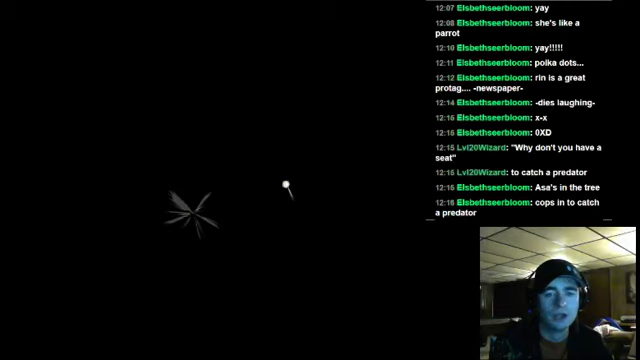 12:07 Elsbethseerbloom: yay
12:08 Elsbethseerbloom: she's like a
parrot
12:10 Elsbethseerbloom: yay!!!!!
12:11 Elsbethseerbloom: polka dots...
12:12 Elsbethseerbloom: rin is a great
protag.... -newspaper-
12:14 Elsbethseerbloom: -dies laughing-
12:15 Elsbethseerbloom: x-x
12:15 Elsbethseerbloom: 0XD
12:15 Lvl20Wizard: "Why don't you have a
seat"
12:15 Lvl20Wizard: to catch a predator
12:15 Elsbethseerbloom: Asa's in the tree
12:16 Elsbethseerbloom: cops in to catch
a predator